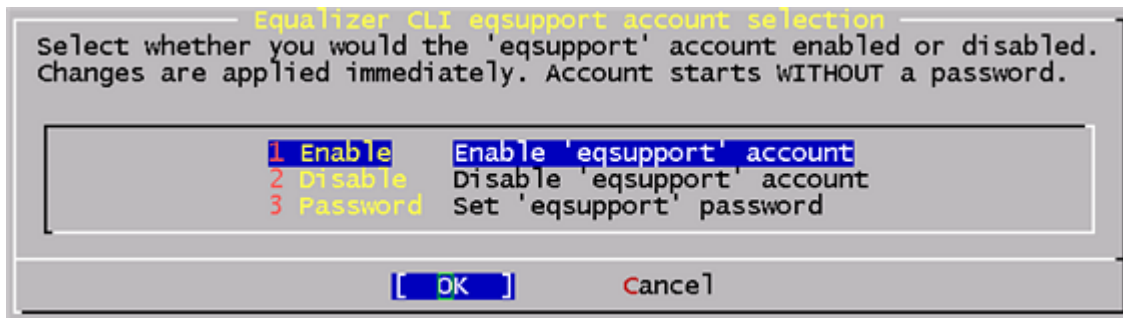 Equalizer CLI eqsupport account selection
Select whether you would the 'eqsupport' account enabled or disabled.
Changes are applied immediately. Account starts WITHOUT a password.
1 Enable Enable 'eqsupport' account
2 Disable Disable 'eqsupport' account
3 Password Set 'eqsupport' password
[ OK ] Cancel